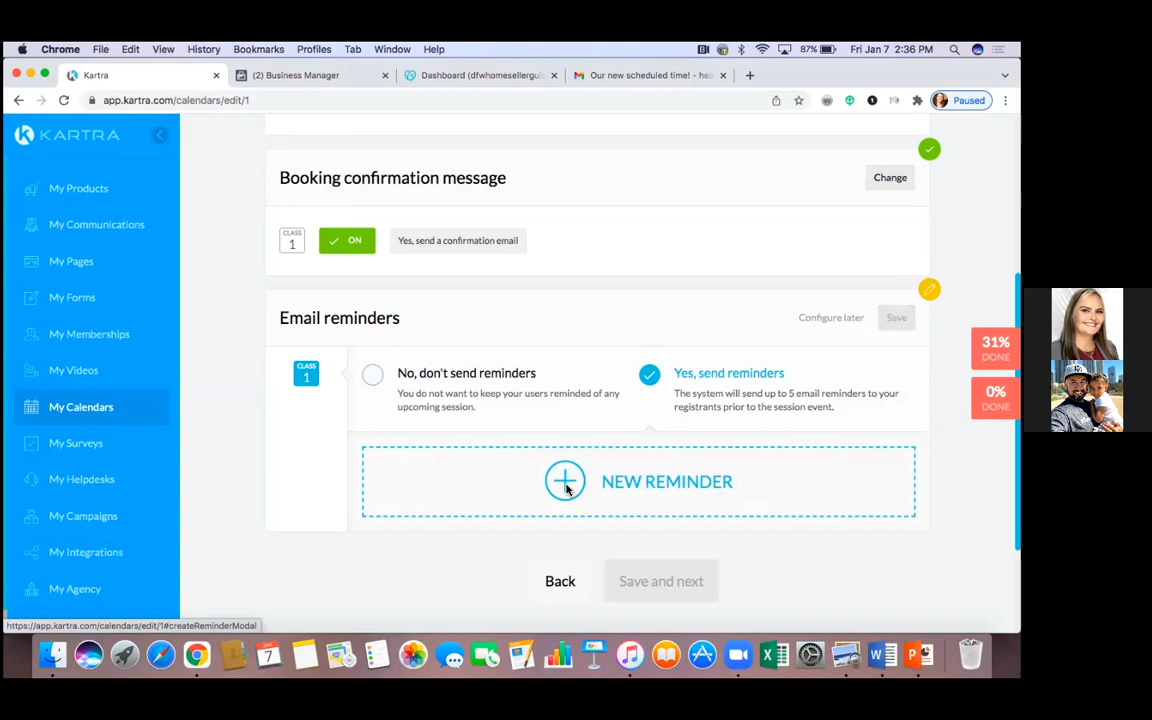 Chrome File Edit View History Bookmarks Profiles Tab Window Help 87% Fri Jan 7 2:36 PM
Kartra (2) Business Manager Dashboard (dfwhomesellergui Our new scheduled time! - hea
app.kartra.com/calendars/edit/1 Paused
KARTRA
My Products
My Communications
My Pages
My Forms
My Memberships
My Videos
My Calendars
My Surveys
My Helpdesks
My Campaigns
My Integrations
My Agency
https://app.kartra.com/calendars/edit/1#createReminderModal
Booking confirmation message
Change
CLASS
1
ON
Yes, send a confirmation email
Email reminders
Configure later
Save
CLASS
1
No, don't send reminders
You do not want to keep your users reminded of any
upcoming session.
Yes, send reminders
The system will send up to 5 email reminders to your
registrants prior to the session event.
NEW REMINDER
Back
Save and next
31%
DONE
0%
DONE